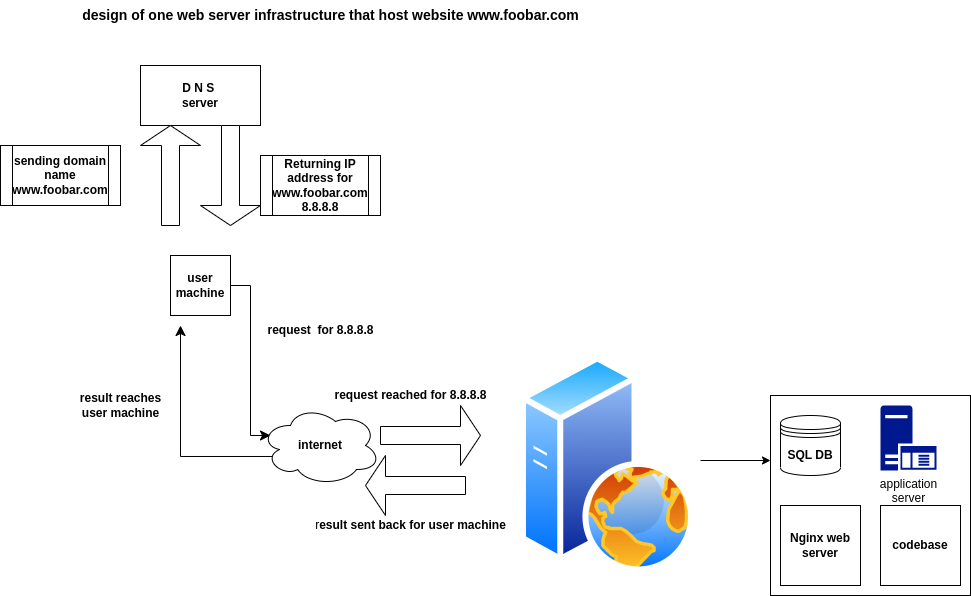 design of one web server infrastructure that host website www.foobar.com
D N S
server
sending domain
name
www.foobar.com
Returning IP
address for
www.foobar.com
8.8.8.8
user
machine
request  for 8.8.8.8
result reaches
user machine
request reached for 8.8.8.8
internet
result sent back for user machine
SQL DB
application
server
Nginx web
server
codebase